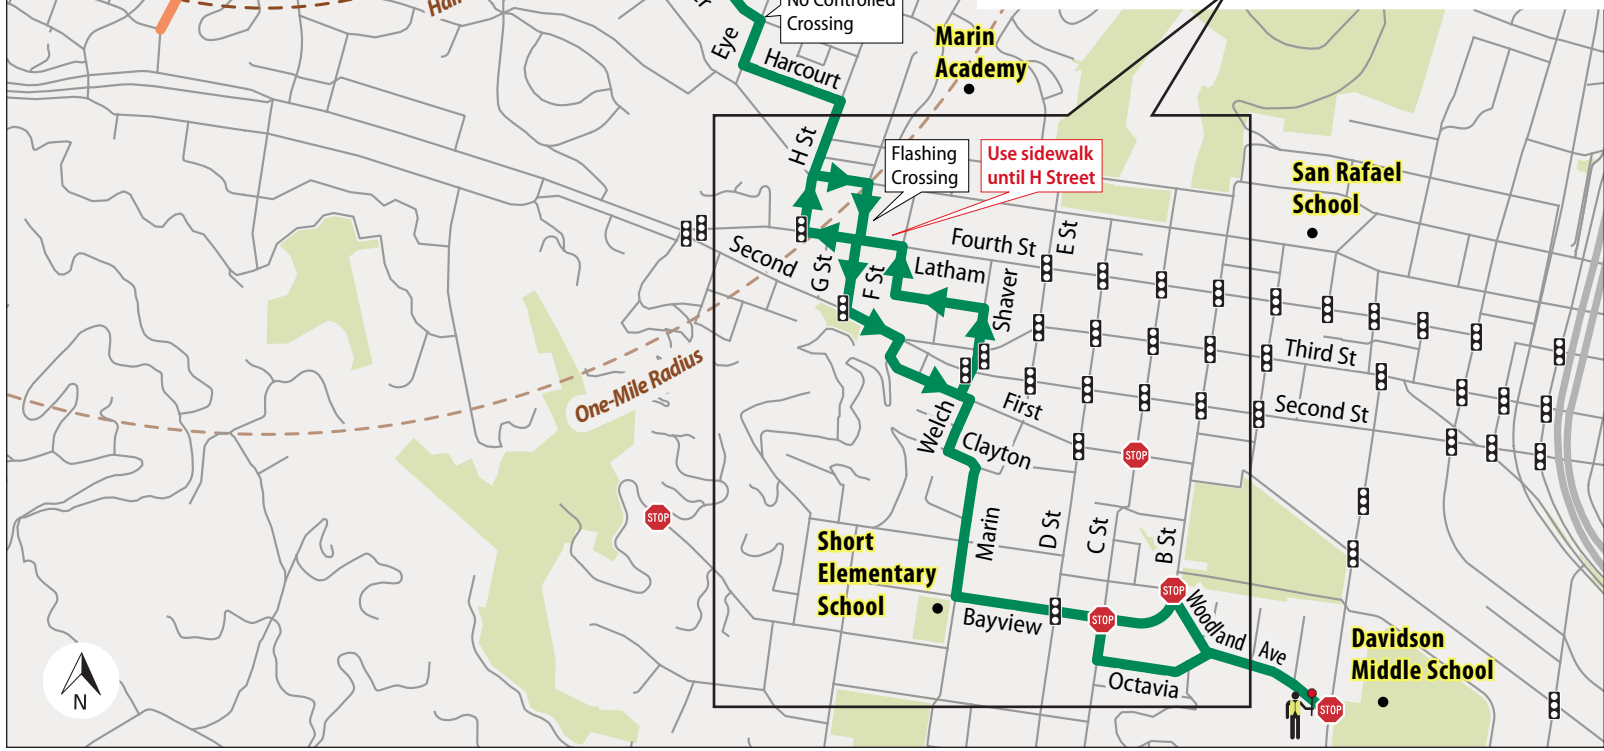 No Controlled
Crossing
Eye
Harcourt
Marin
Academy
H St
Flashing
Crossing
Use sidewalk
until H Street
San Rafael
School
Second
G St
F St
Fourth St
E St
Latham
Shaver
Third St
Second St
One-Mile Radius
First
Welch
Clayton
STOP
STOP
Marin
D St
C St
B St
Short
Elementary
School
STOP
STOP
Bayview
Woodland Ave
Octavia
Davidson
Middle School
STOP
N